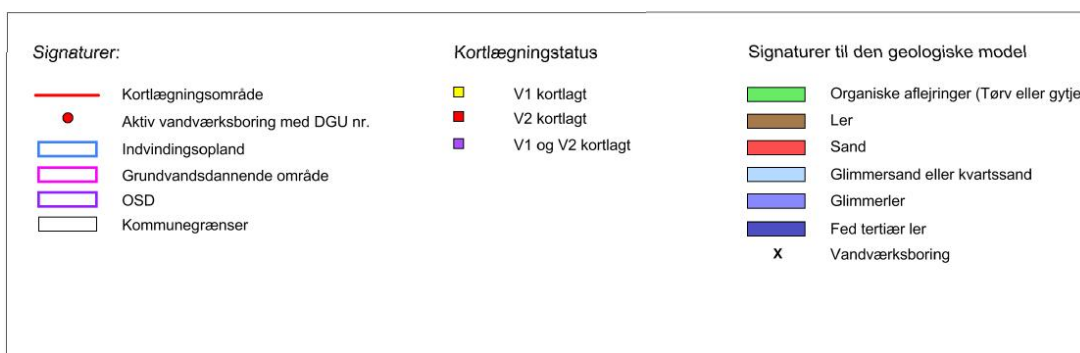 Signaturer:
Kortlægningsområde
Aktiv vandværksboring med DGU nr.
Indvindingsopland
Grundvandsdannende område
OSD
Kommunegrænser
Kortlægningstatus
V1 kortlagt
V2 kortlagt
V1 og V2 kortlagt
Signaturer til den geologiske model
Organiske aflejringer (Tørv eller gytje
Ler
Sand
Glimmersand eller kvartssand
Glimmerler
Fed tertiær ler
X Vandværksboring